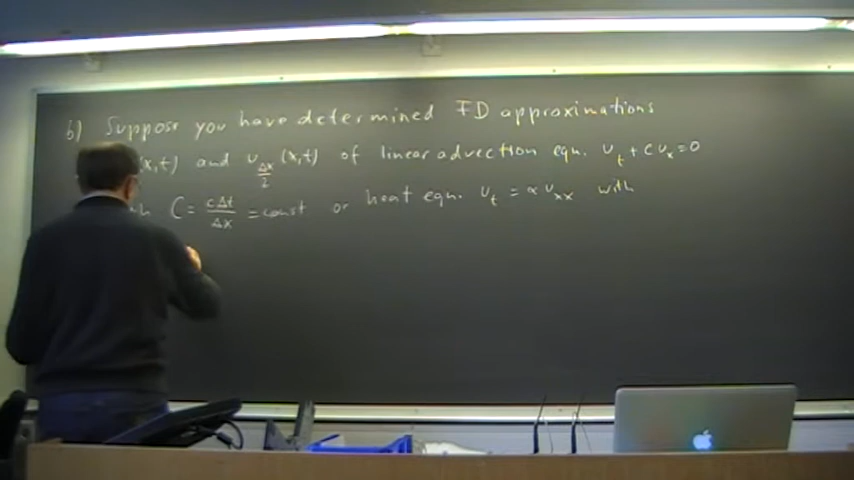 b) Suppose you have determined FD approximations
(x,t) and u_{Δx/2} (x,t) of linear advection eqn. u_t + c u_x = 0
C = cΔt/Δx = const or heat eqn. u_t = α u_xx with